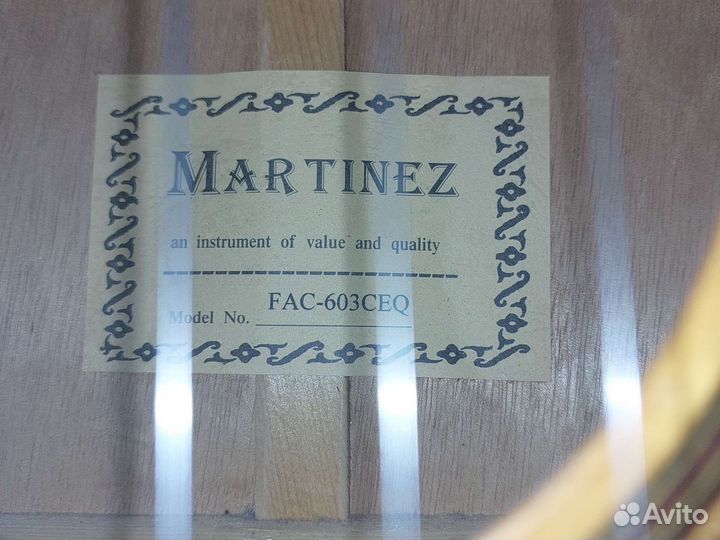 MARTINEZ
an instrument of value and quality
Model No. FAC-603CEQ
Avito